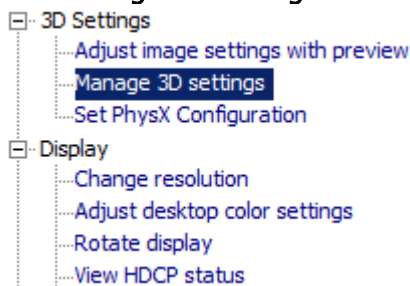 3D Settings
Adjust image settings with preview
Manage 3D settings
Set PhysX Configuration
Display
Change resolution
Adjust desktop color settings
Rotate display
View HDCP status